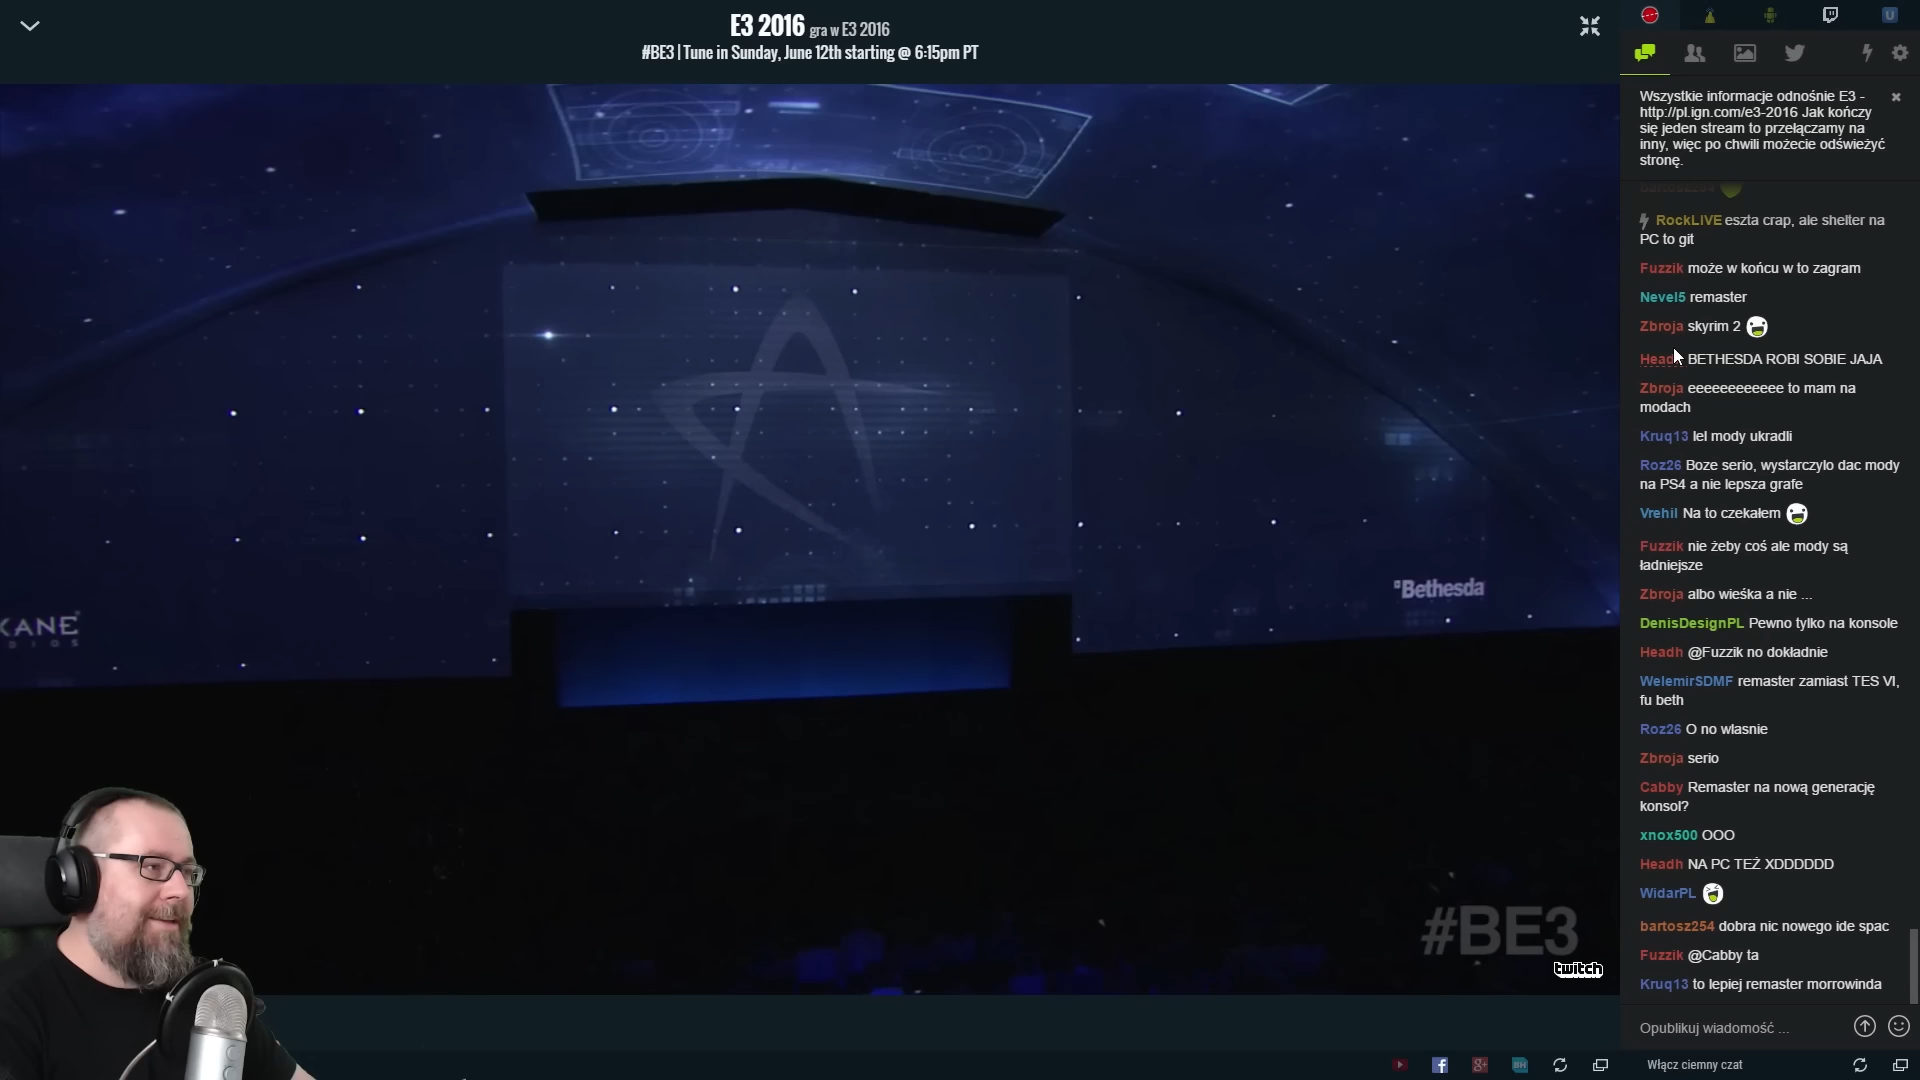 E3 2016 gra w E3 2016
#BE3 | Tune in Sunday, June 12th starting @ 6:15pm PT
KANE
DIOS
Bethesda
#BE3
twitch
Wszystkie informacje odnośnie E3 -
http://pl.ign.com/e3-2016 Jak kończy
się jeden stream to przełączamy na
inny, więc po chwili możecie odświeżyć
stronę.
bartosz254
RockLIVE eszta crap, ale shelter na
PC to git
Fuzzik może w końcu w to zagram
Nevel5 remaster
Zbroja skyrim 2
Headh BETHESDA ROBI SOBIE JAJA
Zbroja eeeeeeeeeeee to mam na
modach
Kruq13 lel mody ukradli
Roz26 Boze serio, wystarczylo dac mody
na PS4 a nie lepsza grafe
Vrehil Na to czekałem
Fuzzik nie żeby coś ale mody są
ładniejsze
Zbroja albo wieśka a nie ...
DenisDesignPL Pewno tylko na konsole
Headh @Fuzzik no dokładnie
WelemirSDMF remaster zamiast TES VI,
fu beth
Roz26 O no wlasnie
Zbroja serio
Cabby Remaster na nową generację
konsol?
xnox500 OOO
Headh NA PC TEŻ XDDDDDD
WidarPL
bartosz254 dobra nic nowego ide spac
Fuzzik @Cabby ta
Kruq13 to lepiej remaster morrowinda
Opublikuj wiadomość ...
BH
Włącz ciemny czat